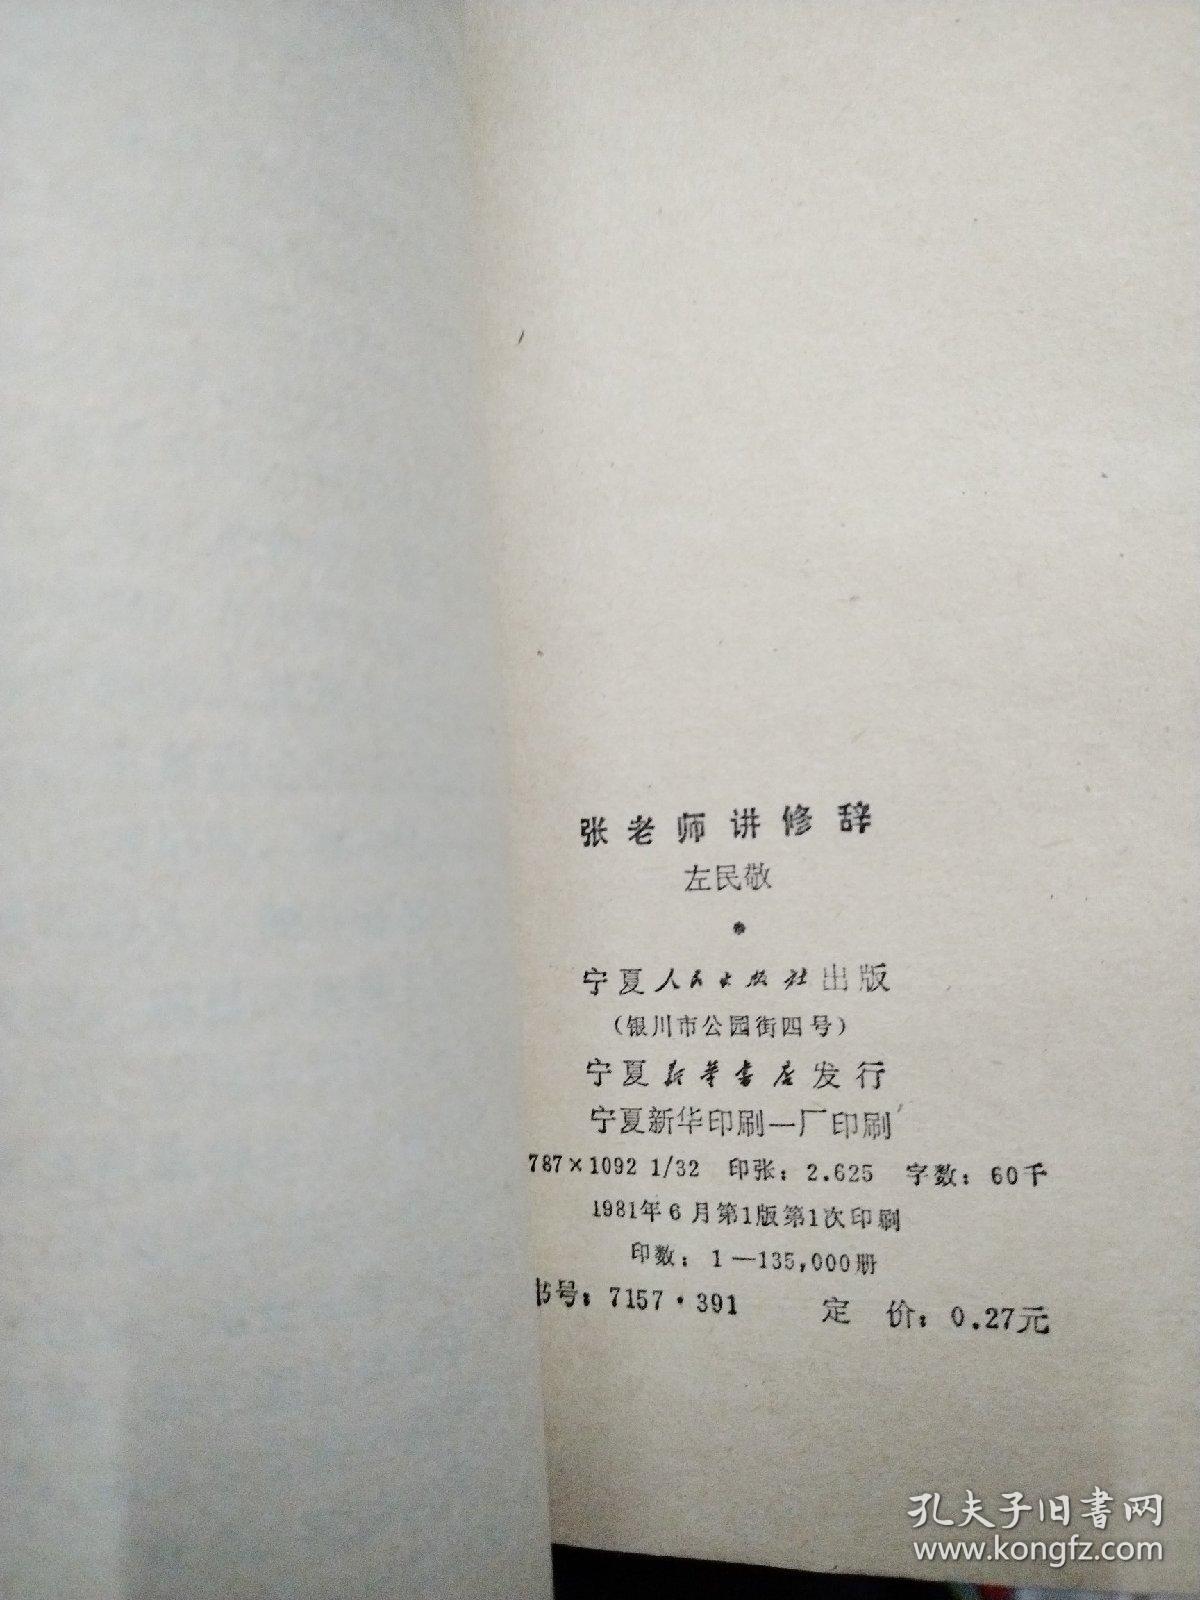 张老师讲修辞
左民敬
•
宁夏人民出版社出版
（银川市公园街四号）
宁夏新华书店发行
宁夏新华印刷一厂印刷
787×1092 1/32 印张：2.625 字数：60千
1981年6月第1版第1次印刷
印数：1—135,000册
书号：7157·391 定 价：0.27元
孔夫子旧书网
www.kongfz.com